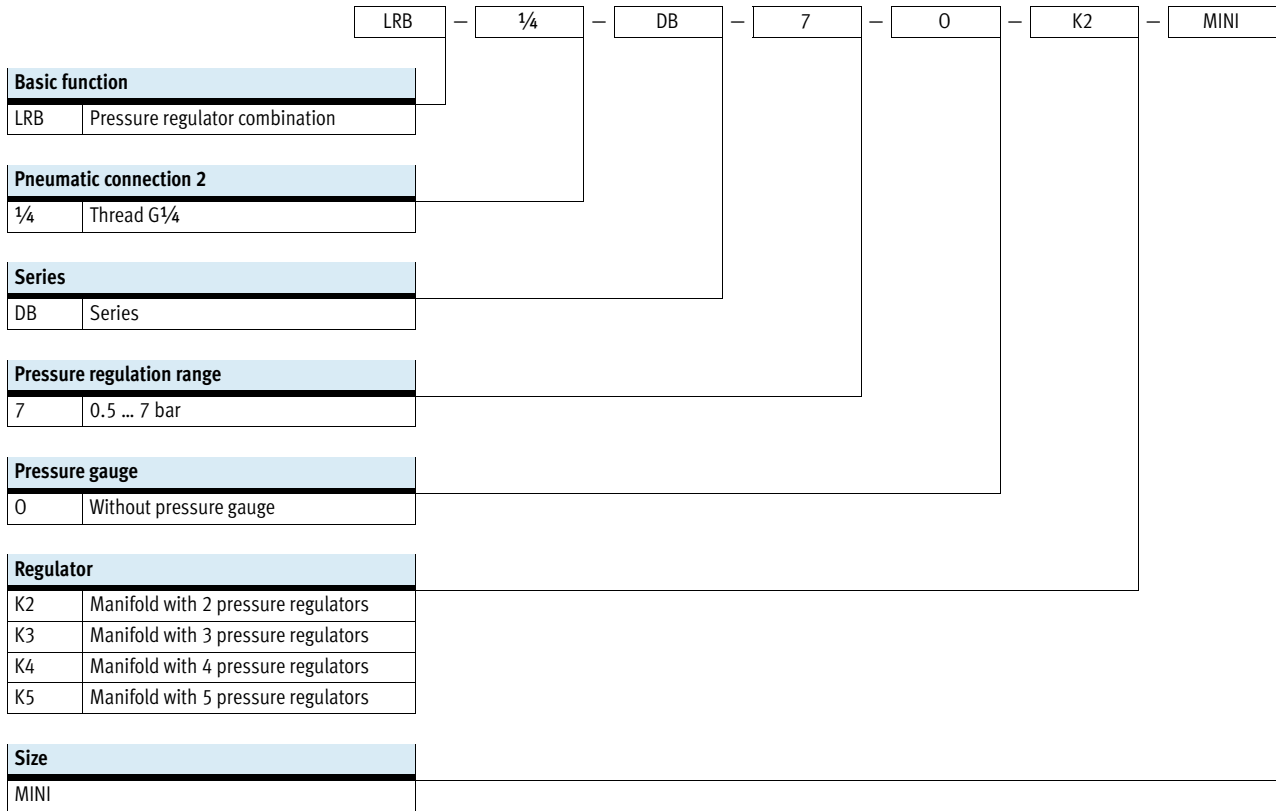 LRB – ¼ – DB – 7 – O – K2 – MINI
Basic function
LRB Pressure regulator combination
Pneumatic connection 2
¼ Thread G¼
Series
DB Series
Pressure regulation range
7 0.5 ... 7 bar
Pressure gauge
O Without pressure gauge
Regulator
K2 Manifold with 2 pressure regulators
K3 Manifold with 3 pressure regulators
K4 Manifold with 4 pressure regulators
K5 Manifold with 5 pressure regulators
Size
MINI